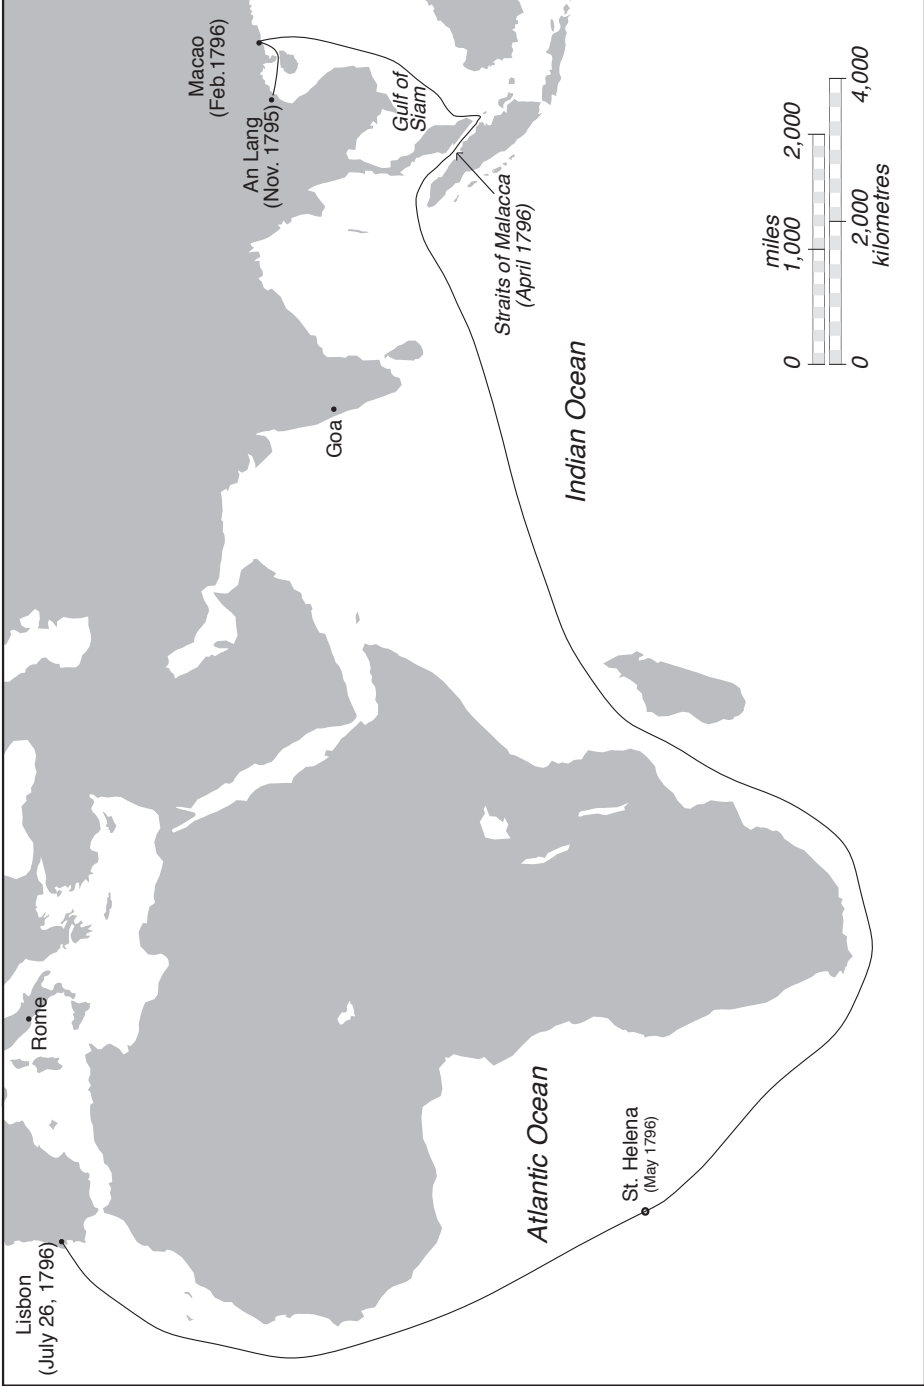 Lisbon
(July 26, 1796)
Rome
Macao
(Feb.1796)
An Lang
(Nov. 1795)
Gulf of
Siam
Goa
Straits of Malacca
(April 1796)
Atlantic Ocean
Indian Ocean
St. Helena
(May 1796)
miles
0 1,000 2,000
0 2,000 4,000
kilometres